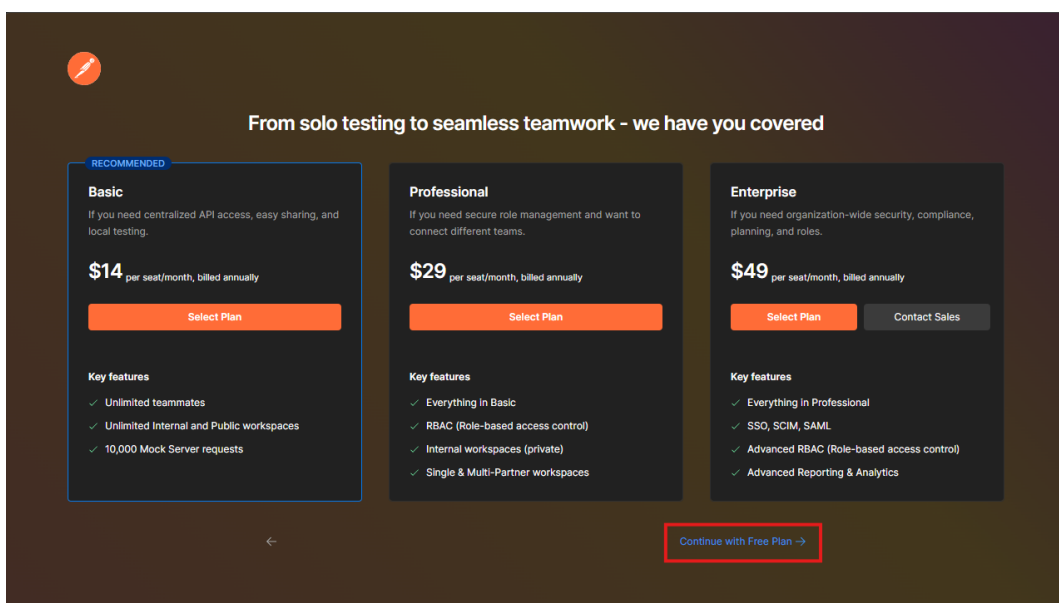 From solo testing to seamless teamwork - we have you covered
RECOMMENDED
Basic
If you need centralized API access, easy sharing, and
local testing.
$14 per seat/month, billed annually
Select Plan
Key features
Unlimited teammates
Unlimited Internal and Public workspaces
10,000 Mock Server requests
Professional
If you need secure role management and want to
connect different teams.
$29 per seat/month, billed annually
Select Plan
Key features
Everything in Basic
RBAC (Role-based access control)
Internal workspaces (private)
Single & Multi-Partner workspaces
Enterprise
If you need organization-wide security, compliance,
planning, and roles.
$49 per seat/month, billed annually
Select Plan
Contact Sales
Key features
Everything in Professional
SSO, SCIM, SAML
Advanced RBAC (Role-based access control)
Advanced Reporting & Analytics
Continue with Free Plan →